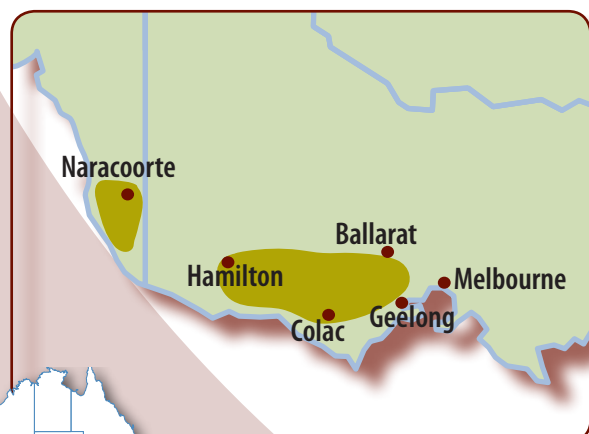 Naracoorte
Ballarat
Hamilton
Melbourne
Geelong
Colac